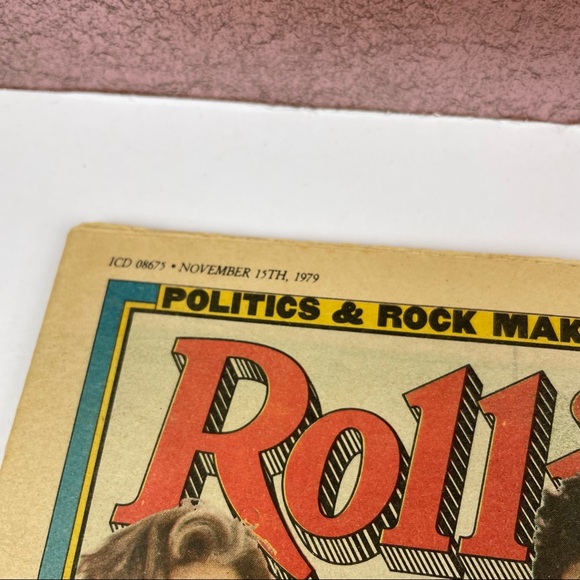 ICD 08675 • NOVEMBER 15TH, 1979
POLITICS & ROCK MAK
Roll